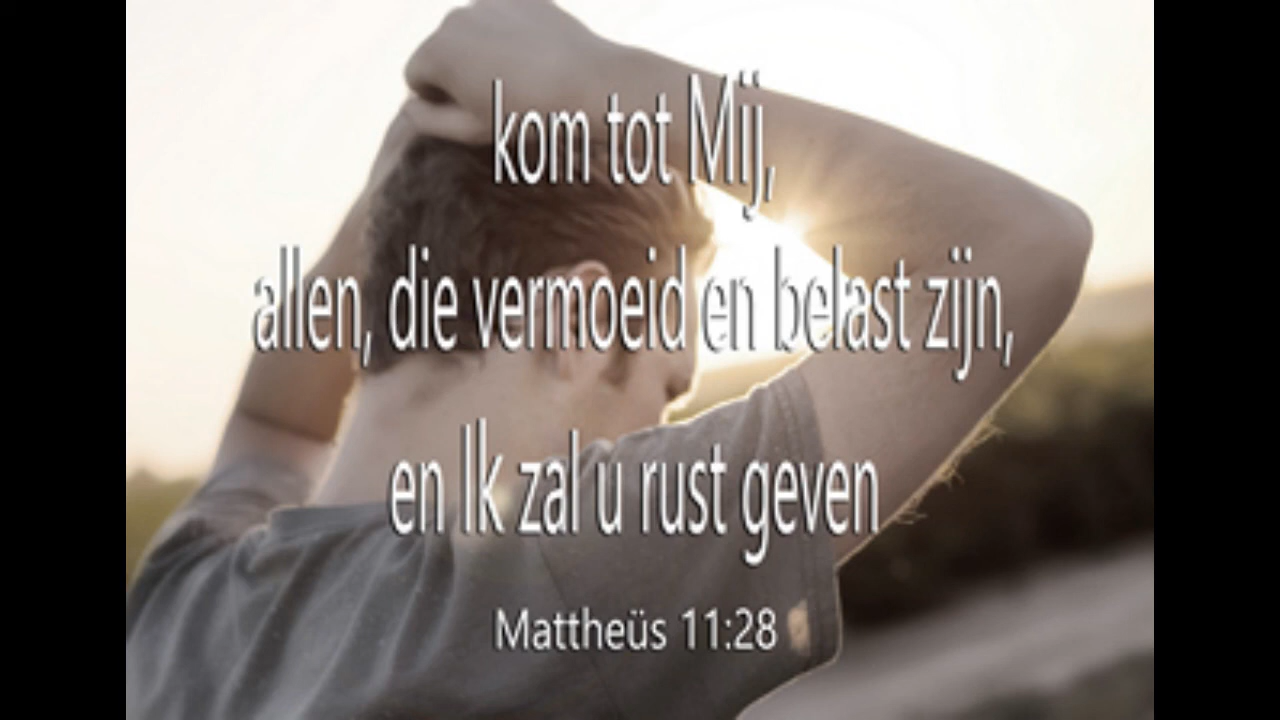 kom tot Mij,
allen, die vermoeid en belast zijn,
en Ik zal u rust geven
Mattheüs 11:28